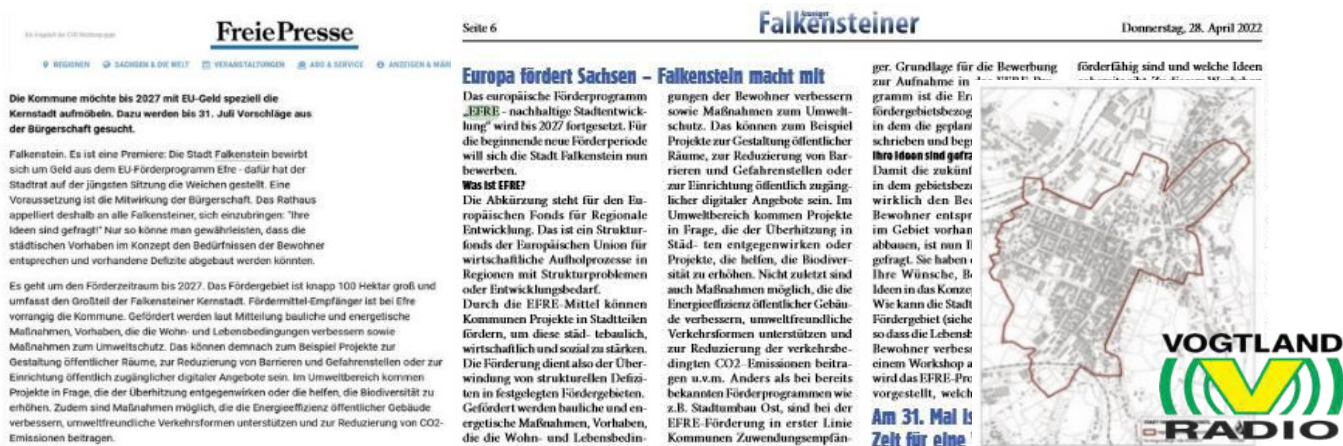 FreiePresse
REGIONEN SACHSEN & DIE WELT VERANSTALTUNGEN ABO & SERVICE ANZEIGEN & MÄR
Die Kommune möchte bis 2027 mit EU-Geld speziell die
Kernstadt aufmöbeln. Dazu werden bis 31. Juli Vorschläge aus
der Bürgerschaft gesucht.
Falkenstein. Es ist eine Premiere: Die Stadt Falkenstein bewirbt
sich um Geld aus dem EU-Förderprogramm Efre - dafür hat der
Stadtrat auf der jüngsten Sitzung die Weichen gestellt. Eine
Voraussetzung ist die Mitwirkung der Bürgerschaft. Das Rathaus
appelliert deshalb an alle Falkensteiner, sich einzubringen: "Ihre
Ideen sind gefragt!" Nur so könne man gewährleisten, dass die
städtischen Vorhaben im Konzept den Bedürfnissen der Bewohner
entsprechen und vorhandene Defizite abgebaut werden könnten.
Es geht um den Förderzeitraum bis 2027. Das Fördergebiet ist knapp 100 Hektar groß und
umfasst den Großteil der Falkensteiner Kernstadt. Fördermittel-Empfänger ist bei Efre
vorrangig die Kommune. Gefördert werden laut Mitteilung bauliche und energetische
Maßnahmen, Vorhaben, die die Wohn- und Lebensbedingungen verbessern sowie
Maßnahmen zum Umweltschutz. Das können demnach zum Beispiel Projekte zur
Gestaltung öffentlicher Räume, zur Reduzierung von Barrieren und Gefahrenstellen oder zur
Einrichtung öffentlich zugänglicher digitaler Angebote sein. Im Umweltbereich kommen
Projekte in Frage, die der Überhitzung entgegenwirken oder die helfen, die Biodiversität zu
erhöhen. Zudem sind Maßnahmen möglich, die die Energieeffizienz öffentlicher Gebäude
verbessern, umweltfreundliche Verkehrsformen unterstützen und zur Reduzierung von CO2-
Emissionen beitragen.
Seite 6
Anzeiger
Falkensteiner
Donnerstag, 28. April 2022
Europa fördert Sachsen – Falkenstein macht mit
Das europäische Förderprogramm
„EFRE - nachhaltige Stadtentwick-
lung" wird bis 2027 fortgesetzt. Für
die beginnende neue Förderperiode
will sich die Stadt Falkenstein nun
bewerben.
Was ist EFRE?
Die Abkürzung steht für den Eu-
ropäischen Fonds für Regionale
Entwicklung. Das ist ein Struktur-
fonds der Europäischen Union für
wirtschaftliche Aufholprozesse in
Regionen mit Strukturproblemen
oder Entwicklungsbedarf.
Durch die EFRE-Mittel können
Kommunen Projekte in Stadtteilen
fördern, um diese städ- tebaulich,
wirtschaftlich und sozial zu stärken.
Die Förderung dient also der Über-
windung von strukturellen Defizi-
ten in festgelegten Fördergebieten.
Gefördert werden bauliche und en-
ergetische Maßnahmen, Vorhaben,
die die Wohn- und Lebensbedin-
gungen der Bewohner verbessern
sowie Maßnahmen zum Umwelt-
schutz. Das können zum Beispiel
Projekte zur Gestaltung öffentlicher
Räume, zur Reduzierung von Bar-
rieren und Gefahrenstellen oder
zur Einrichtung öffentlich zugäng-
licher digitaler Angebote sein. Im
Umweltbereich kommen Projekte
in Frage, die der Überhitzung in
Städ- ten entgegenwirken oder
Projekte, die helfen, die Biodiver-
sität zu erhöhen. Nicht zuletzt sind
auch Maßnahmen möglich, die die
Energieeffizienz öffentlicher Gebäu-
de verbessern, umweltfreundliche
Verkehrsformen unterstützen und
zur Reduzierung der verkehrsbe-
dingten CO2-Emissionen beitra-
gen u.v.m. Anders als bei bereits
bekannten Förderprogrammen wie
z.B. Stadtumbau Ost, sind bei der
EFRE-Förderung in erster Linie
Kommunen Zuwendungsempfän-
ger. Grundlage für die Bewerbung
zur Aufnahme in
gramm ist die Er
fördergebietsbezog
in dem die geplant
schrieben und beg
Ihre Ideen sind gefra
Damit die zukünf
in dem gebietsbez
wirklich den Be
Bewohner entspr
im Gebiet vorhan
abbauen, ist nun I
gefragt. Sie haben
Ihre Wünsche, B
Ideen in das Konze
Wie kann die Stadt
Fördergebiet (siehe
so dass die Lebens
Bewohner verbes
einem Workshop a
wird das EFRE-Pro
vorgestellt, welch
Am 31. Mai is
Zeit für eine
förderfähig sind und welche Ideen
VOGTLAND
V
RADIO